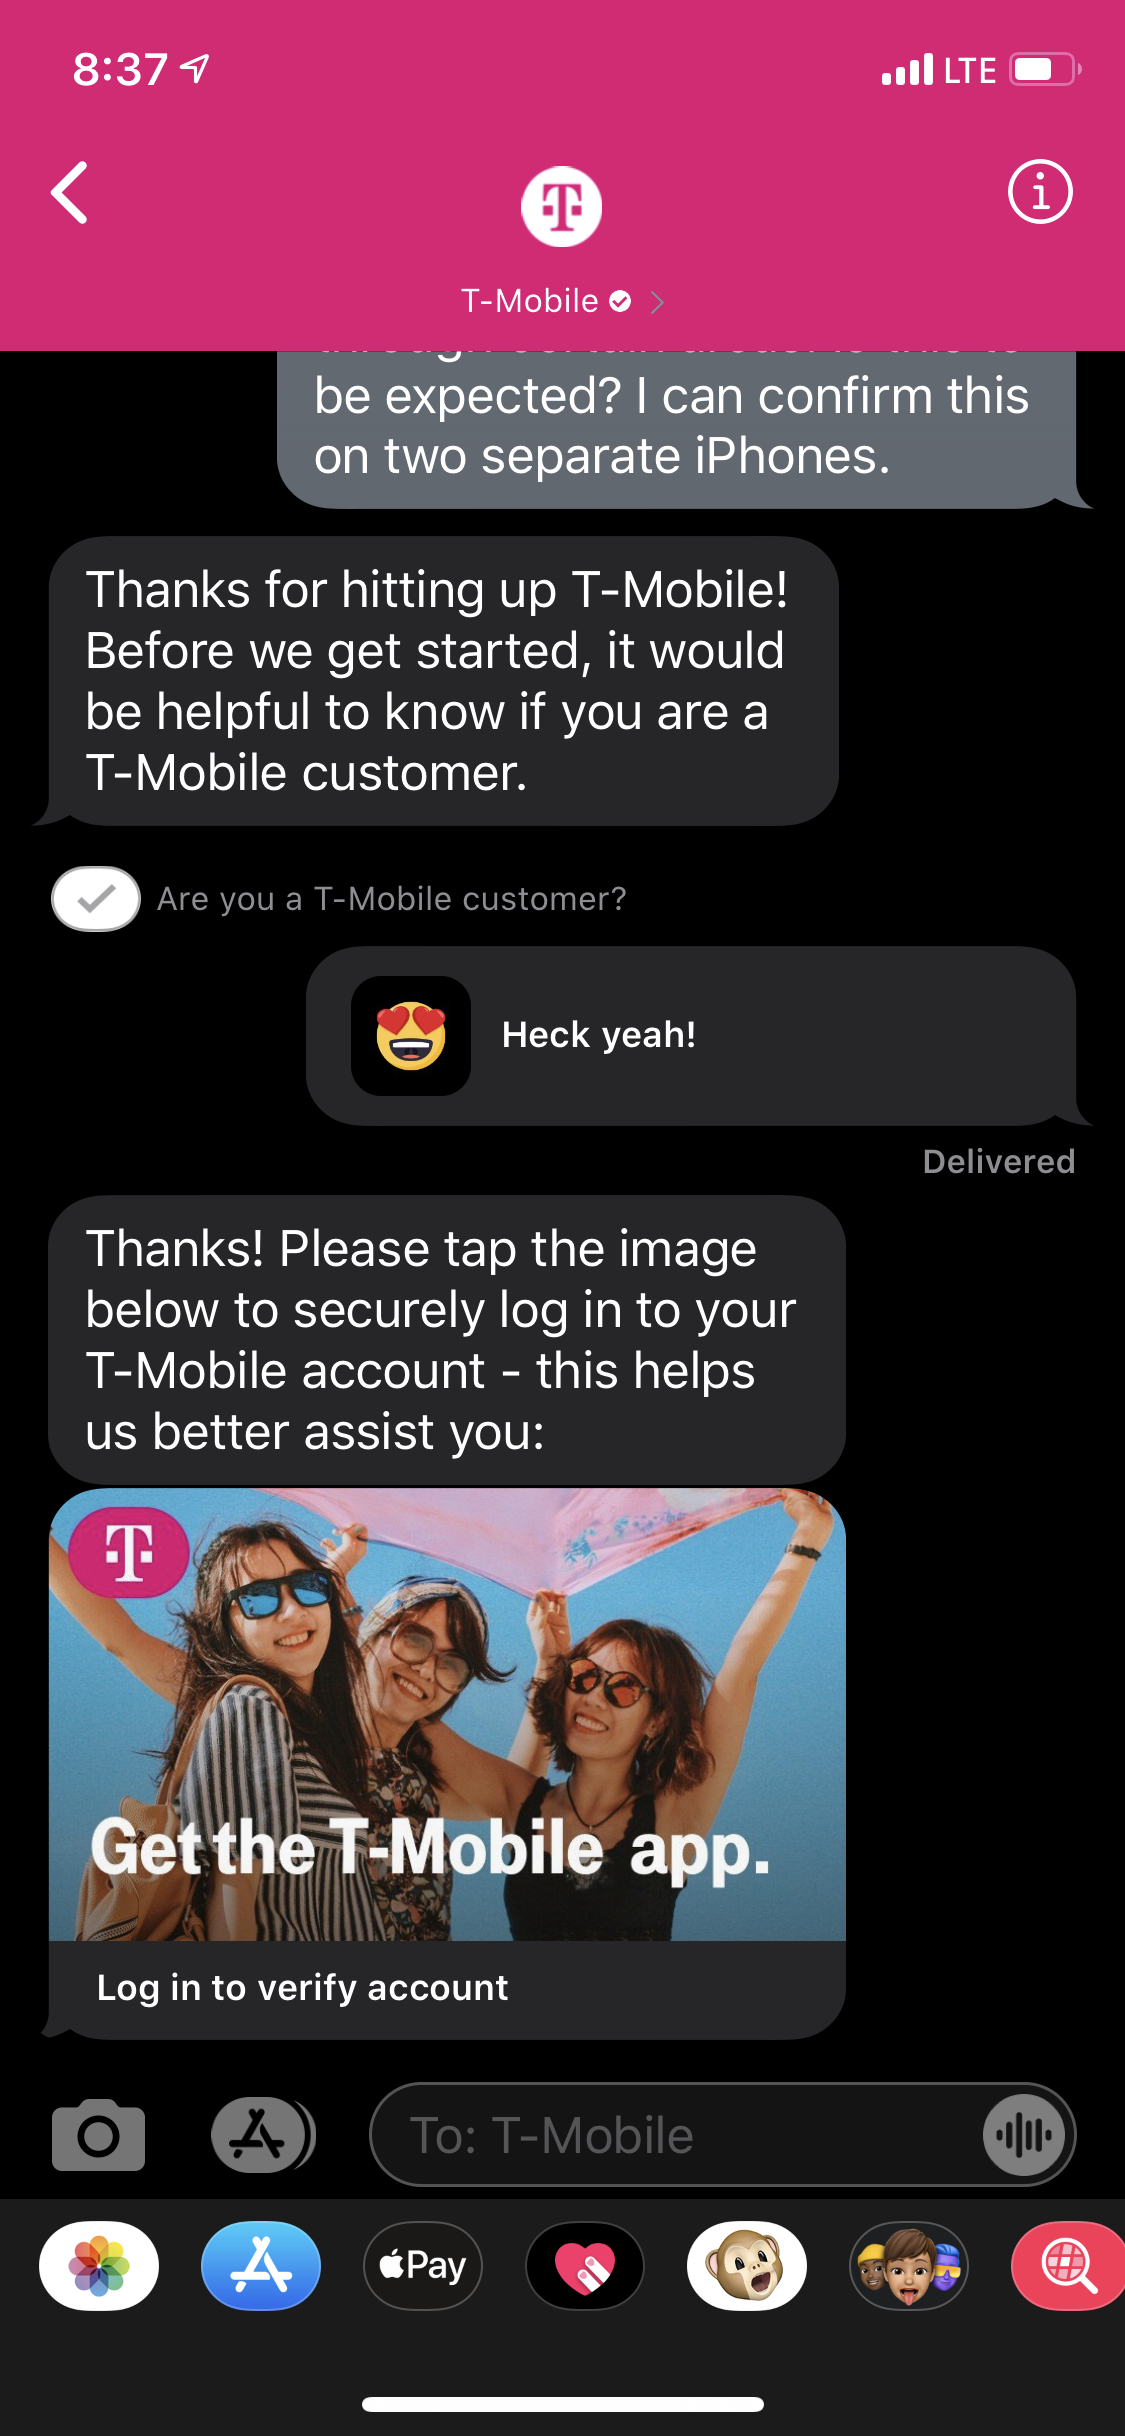 8:37
LTE
T
T-Mobile
be expected? I can confirm this
on two separate iPhones.
Thanks for hitting up T-Mobile!
Before we get started, it would
be helpful to know if you are a
T-Mobile customer.
Are you a T-Mobile customer?
Heck yeah!
Delivered
Thanks! Please tap the image
below to securely log in to your
T-Mobile account - this helps
us better assist you:
T
Get the T-Mobile app.
Log in to verify account
To: T-Mobile
Pay